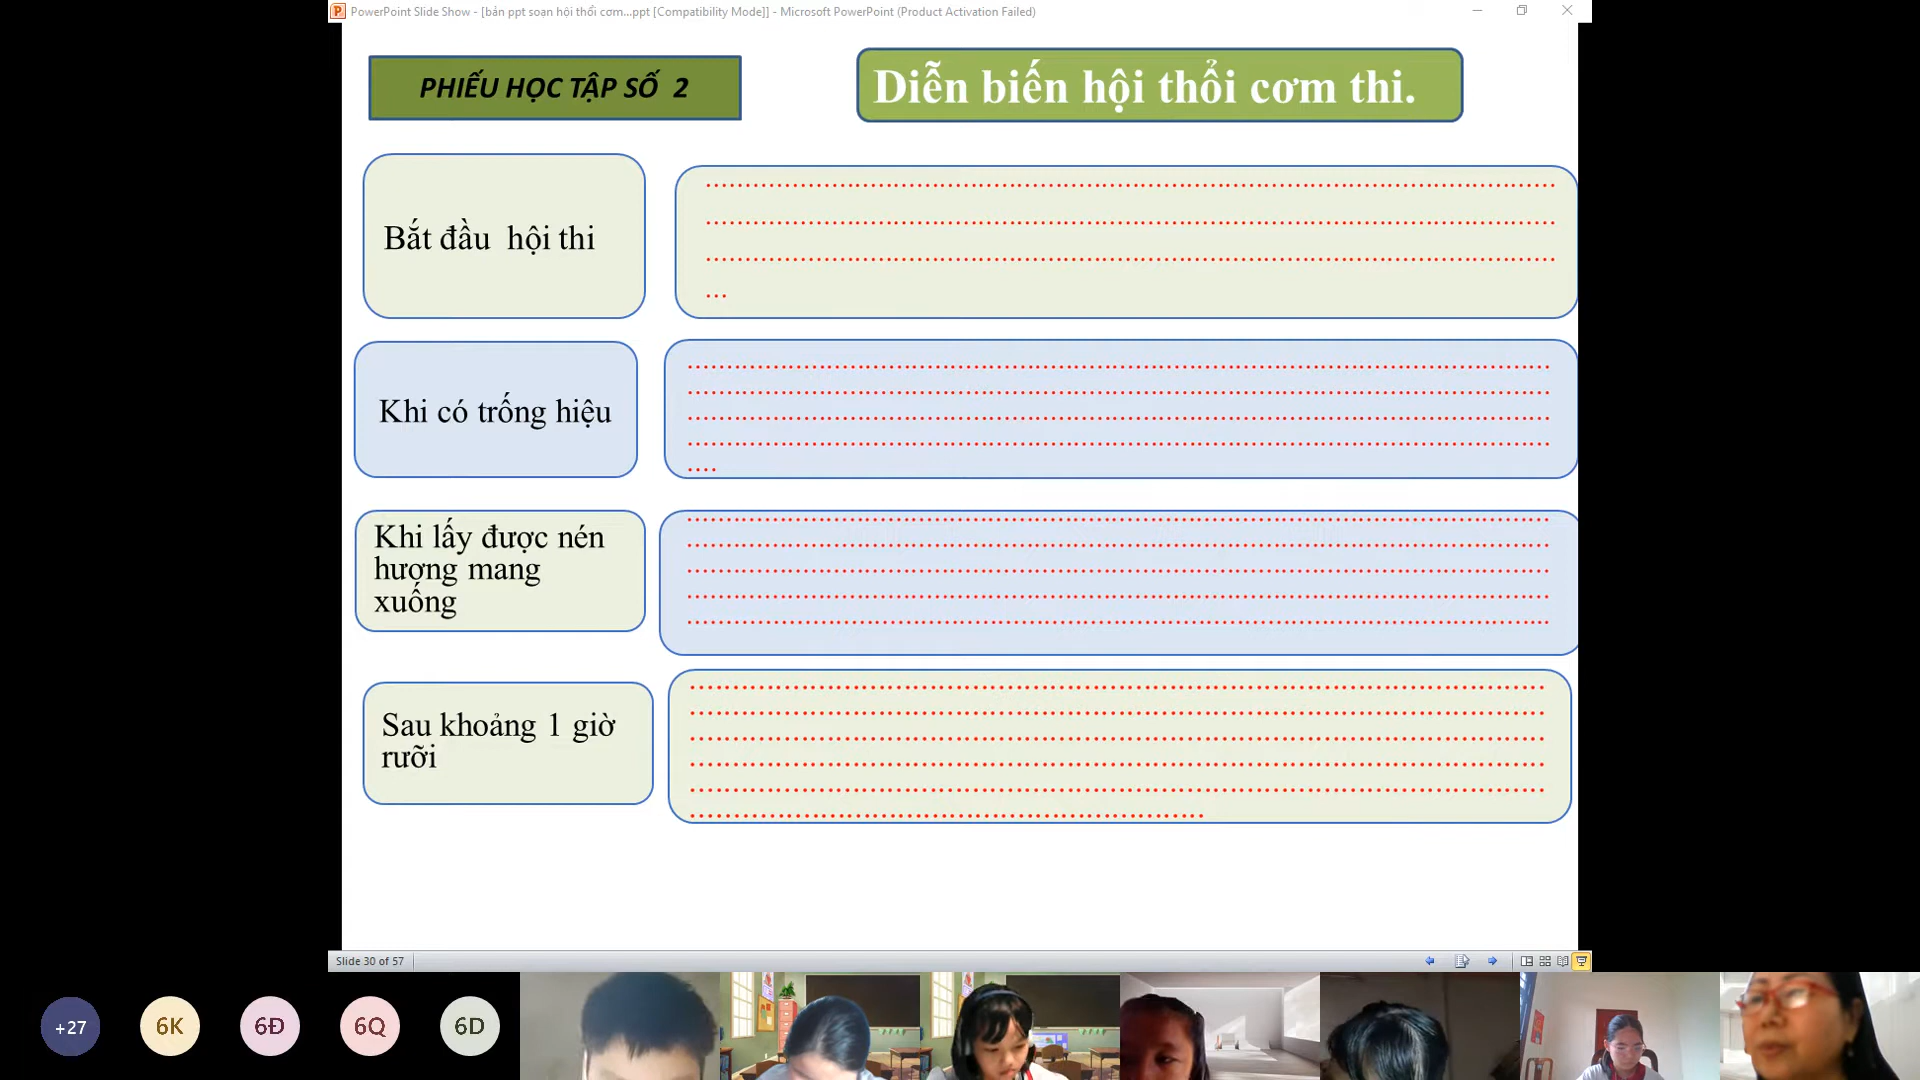 PowerPoint Slide Show - [bản ppt soạn hội thổi cơm...ppt [Compatibility Mode]] - Microsoft PowerPoint (Product Activation Failed)
PHIẾU HỌC TẬP SỐ 2
Diễn biến hội thổi cơm thi.
Bắt đầu hội thi
Khi có trống hiệu
Khi lấy được nén
hương mang
xuống
Sau khoảng 1 giờ
rưỡi
Slide 30 of 57
+27
6K
6Đ
6Q
6D